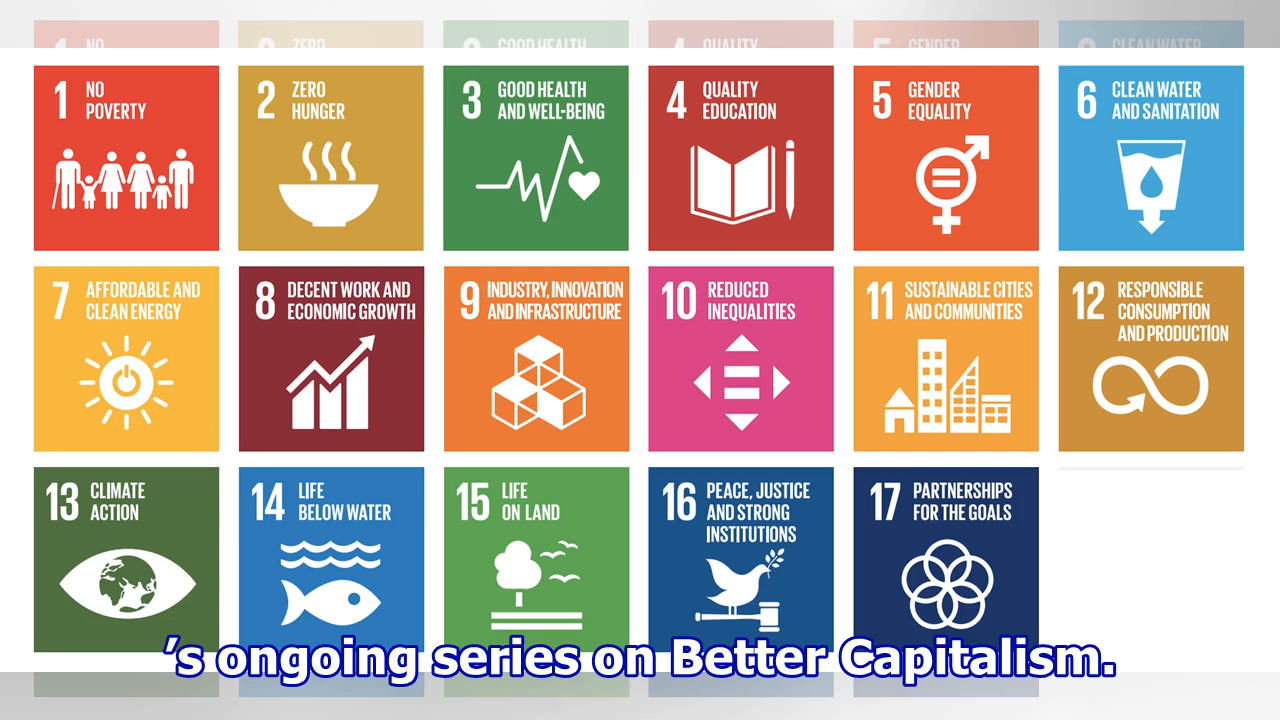 1 NO
POVERTY
2 ZERO
HUNGER
3 GOOD HEALTH
AND WELL-BEING
4 QUALITY
EDUCATION
5 GENDER
EQUALITY
6 CLEAN WATER
AND SANITATION
7 AFFORDABLE AND
CLEAN ENERGY
8 DECENT WORK AND
ECONOMIC GROWTH
9 INDUSTRY, INNOVATION
AND INFRASTRUCTURE
10 REDUCED
INEQUALITIES
11 SUSTAINABLE CITIES
AND COMMUNITIES
12 RESPONSIBLE
CONSUMPTION
AND PRODUCTION
13 CLIMATE
ACTION
14 LIFE
BELOW WATER
15 LIFE
ON LAND
16 PEACE, JUSTICE
AND STRONG
INSTITUTIONS
17 PARTNERSHIPS
FOR THE GOALS
’s ongoing series on Better Capitalism.